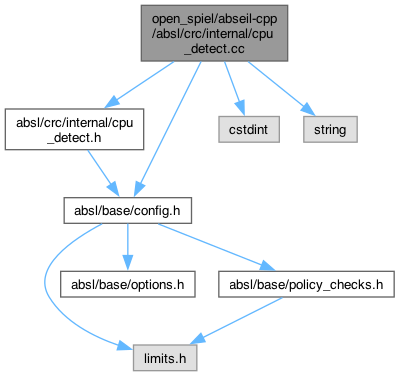 open_spiel/abseil-cpp
/absl/crc/internal/cpu
_detect.cc
absl/crc/internal/cpu
_detect.h
cstdint
string
absl/base/config.h
absl/base/options.h
absl/base/policy_checks.h
limits.h